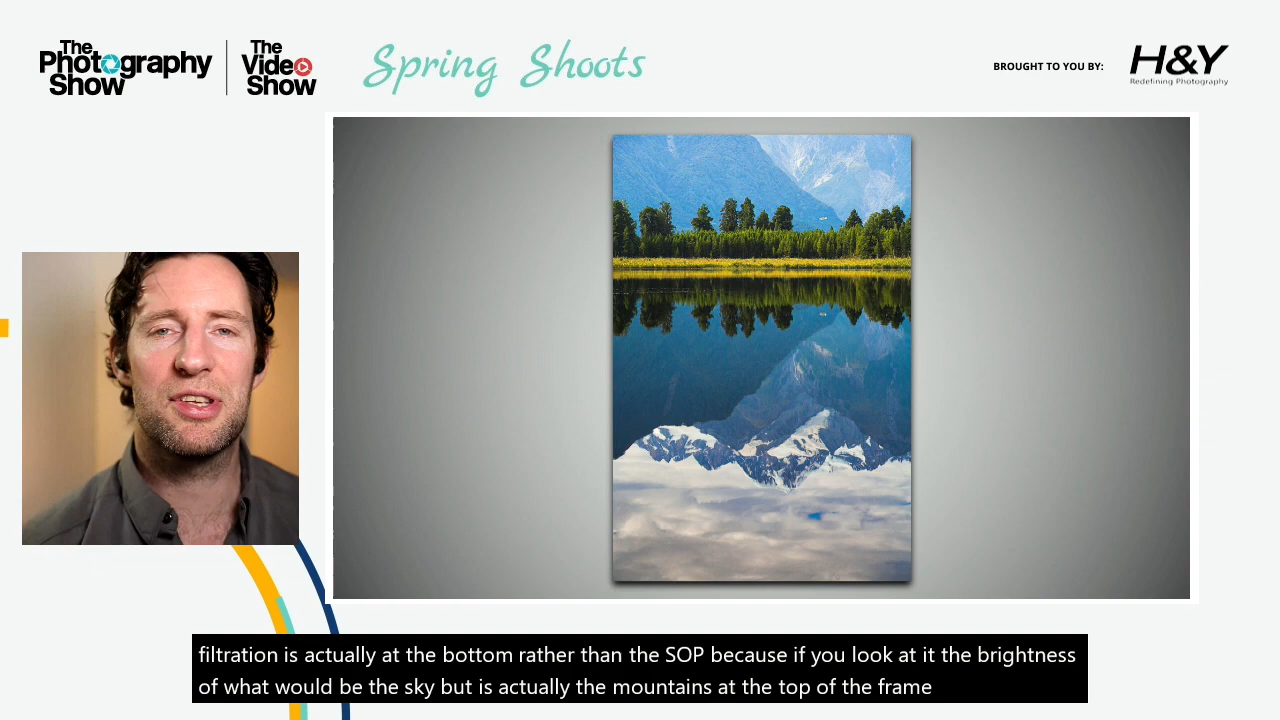 The
Photography
Show
The
Video
Show
Spring Shoots
BROUGHT TO YOU BY:
H&Y
Redefining Photography
filtration is actually at the bottom rather than the SOP because if you look at it the brightness
of what would be the sky but is actually the mountains at the top of the frame